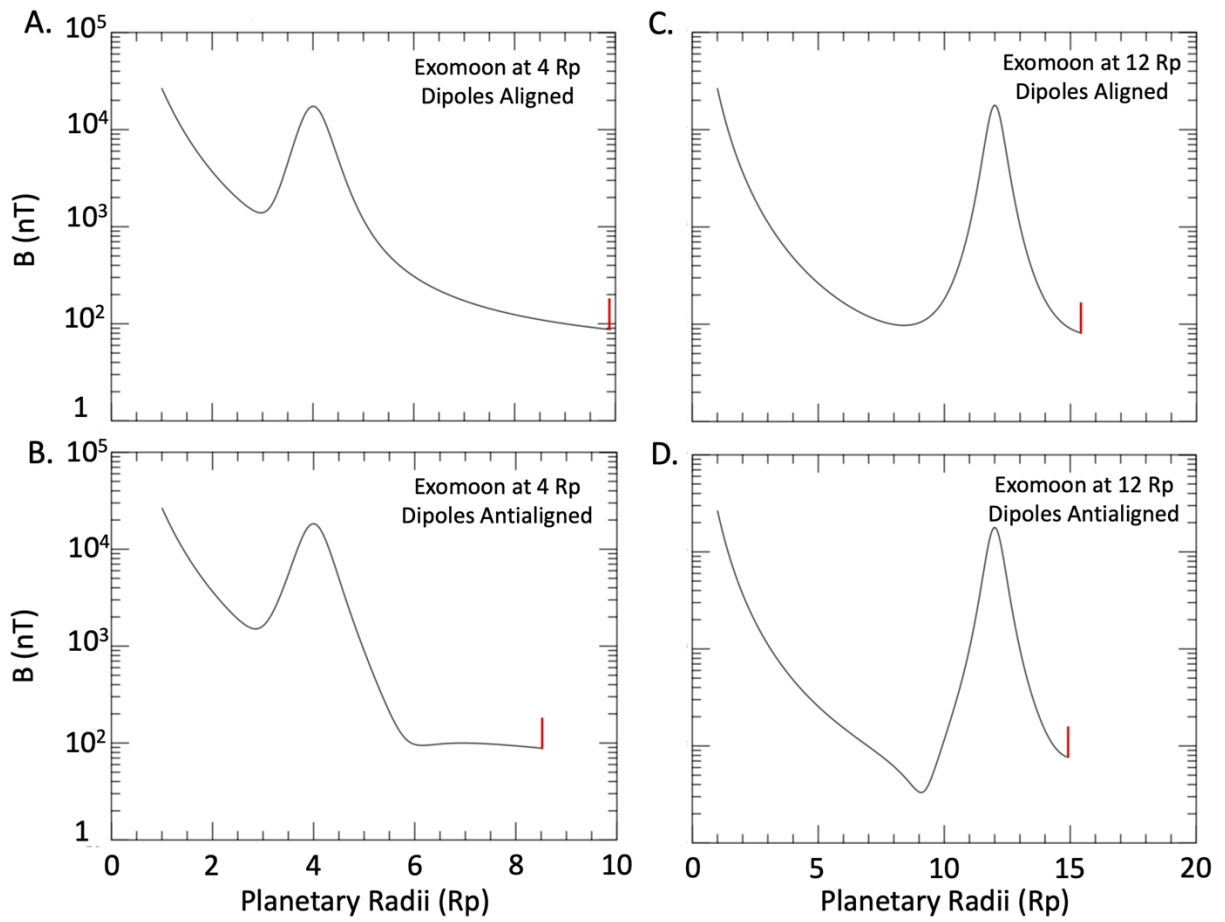 A.
10⁵
10⁴
10³
10²
1
B (nT)
Exomoon at 4 Rp
Dipoles Aligned
C.
Exomoon at 12 Rp
Dipoles Aligned
B.
10⁵
10⁴
10³
10²
1
B (nT)
Exomoon at 4 Rp
Dipoles Antialigned
0 2 4 6 8 10
Planetary Radii (Rp)
D.
Exomoon at 12 Rp
Dipoles Antialigned
0 5 10 15 20
Planetary Radii (Rp)